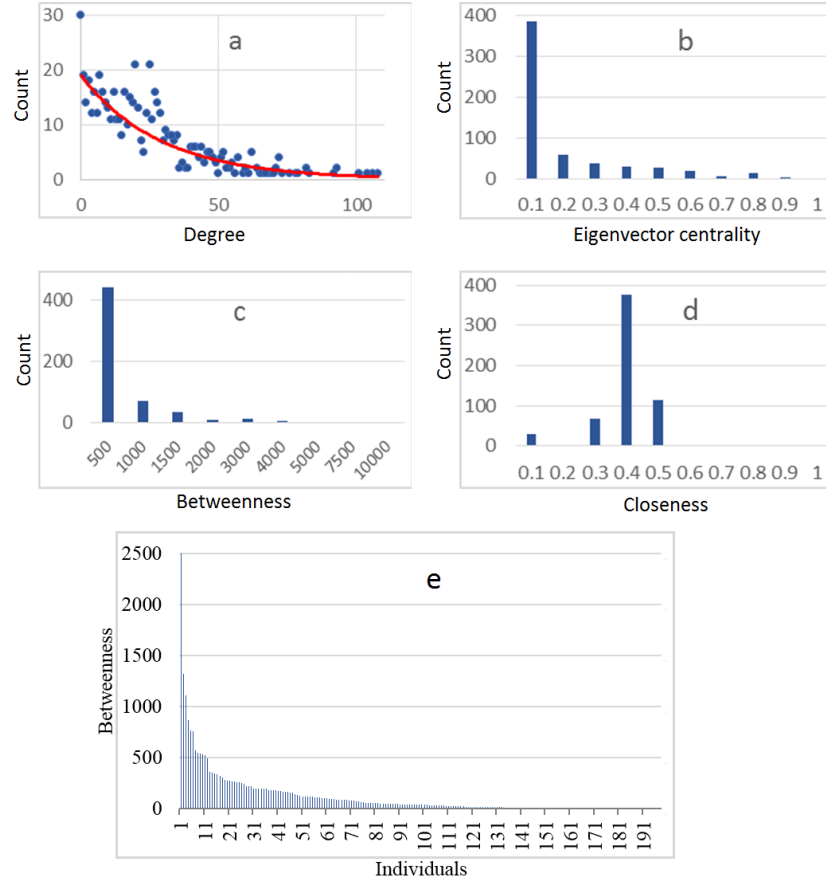 a
30
20
10
0
Count
0 50 100
Degree
b
400
300
200
100
0
Count
0.1 0.2 0.3 0.4 0.5 0.6 0.7 0.8 0.9 1
Eigenvector centrality
c
400
200
0
Count
500 1000 1500 2000 3000 4000 5000 7500 10000
Betweenness
d
400
300
200
100
0
Count
0.1 0.2 0.3 0.4 0.5 0.6 0.7 0.8 0.9 1
Closeness
e
2500
2000
1500
1000
500
0
Betweenness
1 11 21 31 41 51 61 71 81 91 101 111 121 131 141 151 161 171 181 191
Individuals